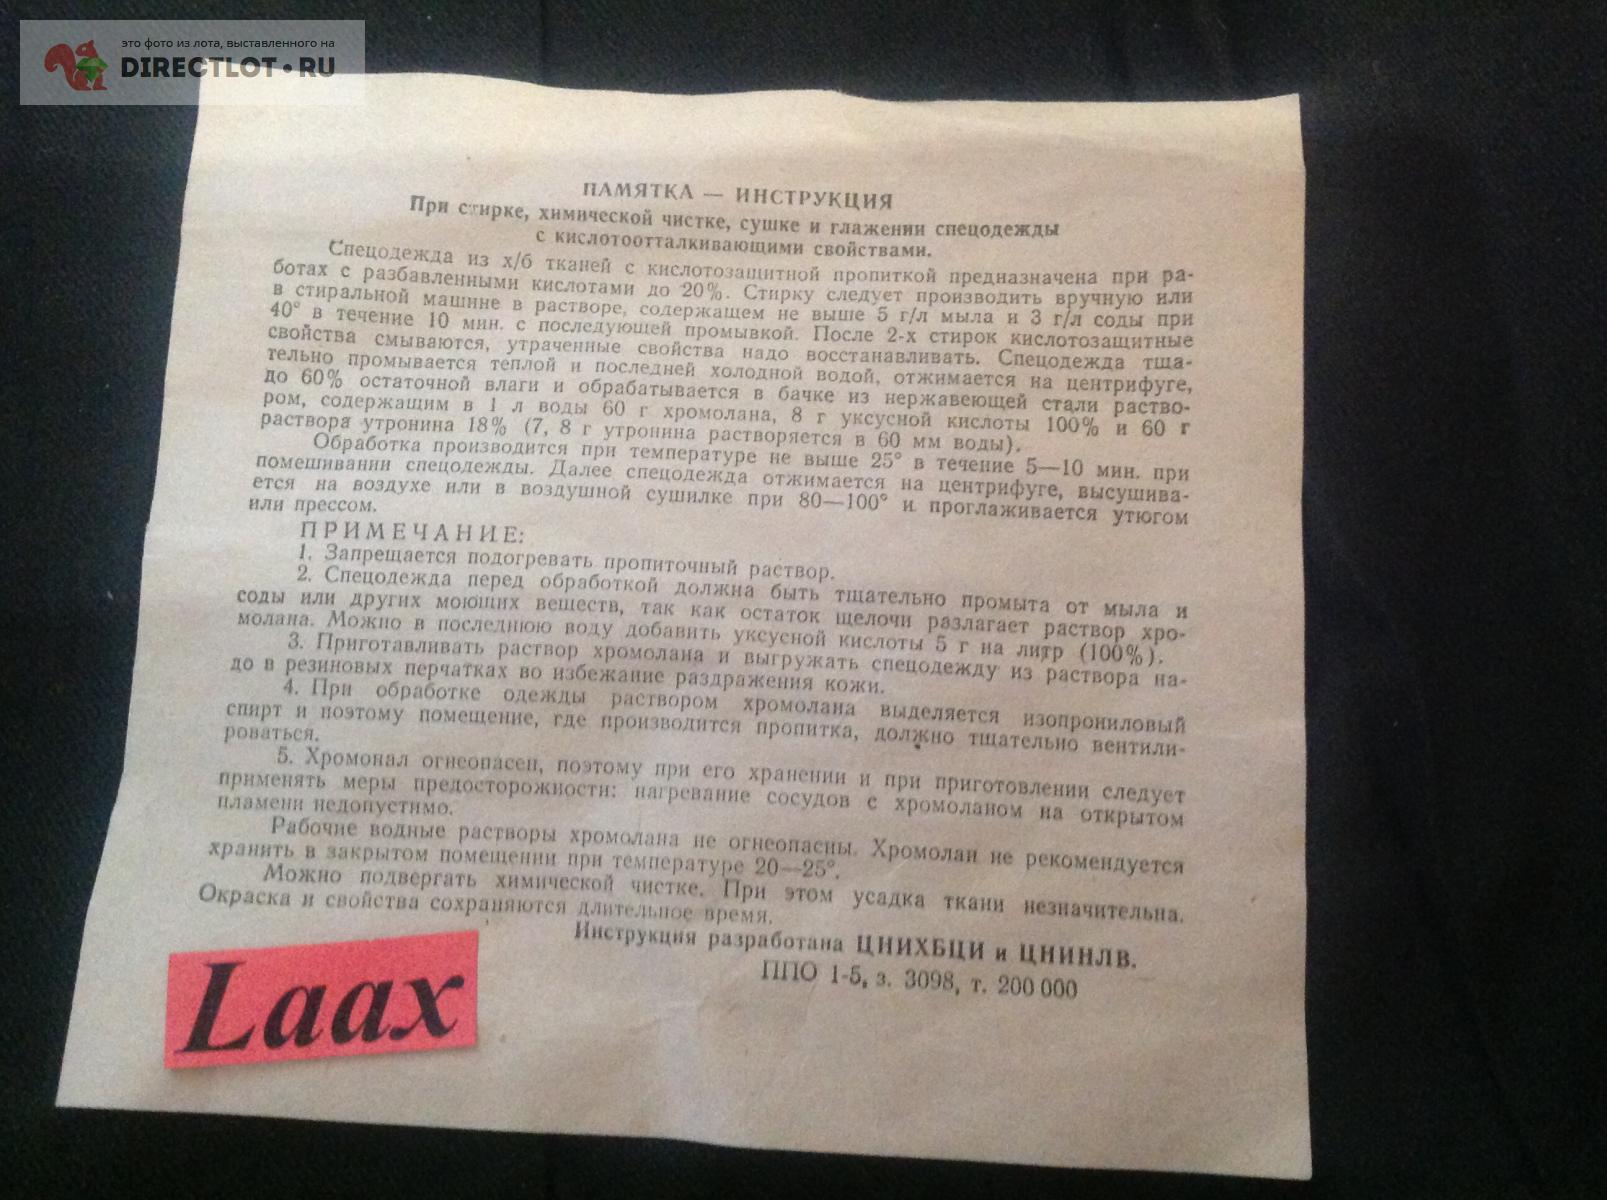 это фото из лота, выставленного на
DIRECTLOT•RU
ПАМЯТКА — ИНСТРУКЦИЯ
При стирке, химической чистке, сушке и глажении спецодежды
с кислотоотталкивающими свойствами.
Спецодежда из х/б тканей с кислотозащитной пропиткой предназначена при ра-
ботах с разбавленными кислотами до 20%. Стирку следует производить вручную или
в стиральной машине в растворе, содержащем не выше 5 г/л мыла и 3 г/л соды при
40° в течение 10 мин. с последующей промывкой. После 2-х стирок кислотозащитные
свойства смываются, утраченные свойства надо восстанавливать. Спецодежда тща-
тельно промывается теплой и последней холодной водой, отжимается на центрифуге,
до 60% остаточной влаги и обрабатывается в бачке из нержавеющей стали раство-
ром, содержащим в 1 л воды 60 г хромолана, 8 г уксусной кислоты 100% и 60 г
раствора утронина 18% (7, 8 г утронина растворяется в 60 мм воды).
Обработка производится при температуре не выше 25° в течение 5—10 мин. при
помешивании спецодежды. Далее спецодежда отжимается на центрифуге, высушива-
ется на воздухе или в воздушной сушилке при 80—100° и проглаживается утюгом
или прессом.
ПРИМЕЧАНИЕ:
1. Запрещается подогревать пропиточный раствор.
2. Спецодежда перед обработкой должна быть тщательно промыта от мыла и
соды или других моющих веществ, так как остаток щелочи разлагает раствор хро-
молана. Можно в последнюю воду добавить уксусной кислоты 5 г на литр (100%).
3. Приготавливать раствор хромолана и выгружать спецодежду из раствора на-
до в резиновых перчатках во избежание раздражения кожи.
4. При обработке одежды раствором хромолана выделяется изопрониловый
спирт и поэтому помещение, где производится пропитка, должно тщательно вентили-
роваться.
5. Хромонал огнеопасен, поэтому при его хранении и при приготовлении следует
применять меры предосторожности: нагревание сосудов с хромоланом на открытом
пламени недопустимо.
Рабочие водные растворы хромолана не огнеопасны. Хромолан не рекомендуется
хранить в закрытом помещении при температуре 20—25°.
Можно подвергать химической чистке. При этом усадка ткани незначительна.
Окраска и свойства сохраняются длительное время.
Инструкция разработана ЦНИХБЦИ и ЦНИНЛВ.
ППО 1-5, з. 3098, т. 200 000
Laax